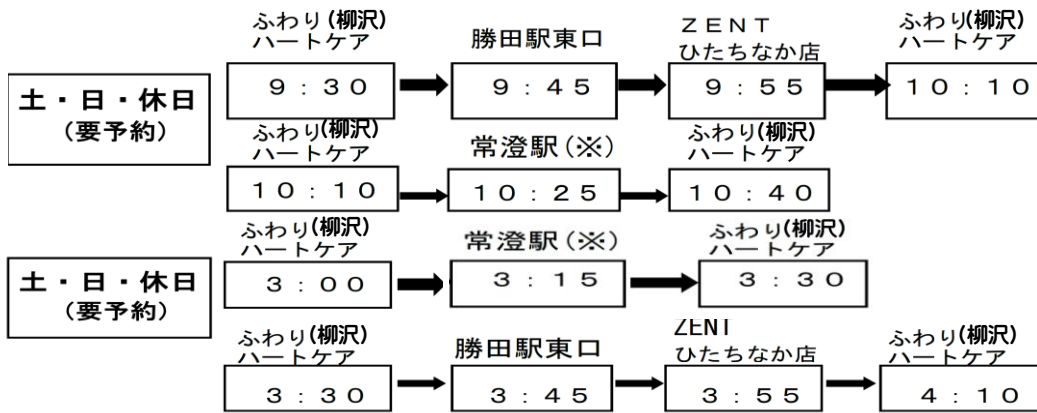 ふわり(柳沢)
ハートケア
勝田駅東口
ZENT
ひたちなか店
ふわり(柳沢)
ハートケア
土・日・休日
(要予約)
9:30
9:45
9:55
10:10
ふわり(柳沢)
ハートケア
常澄駅(※)
ふわり(柳沢)
ハートケア
10:10
10:25
10:40
ふわり(柳沢)
ハートケア
常澄駅(※)
ふわり(柳沢)
ハートケア
土・日・休日
(要予約)
3:00
3:15
3:30
ふわり(柳沢)
ハートケア
勝田駅東口
ZENT
ひたちなか店
ふわり(柳沢)
ハートケア
3:30
3:45
3:55
4:10